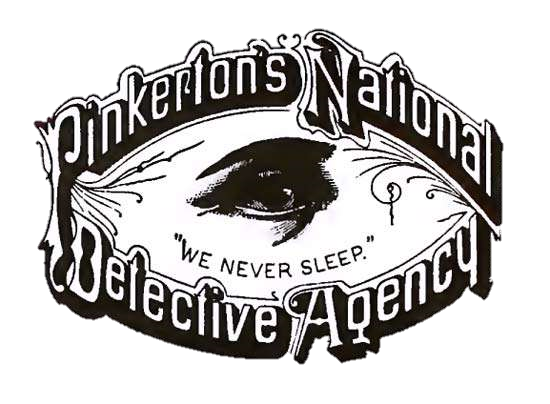 Pinkerton's National
"WE NEVER SLEEP."
Detective Agency